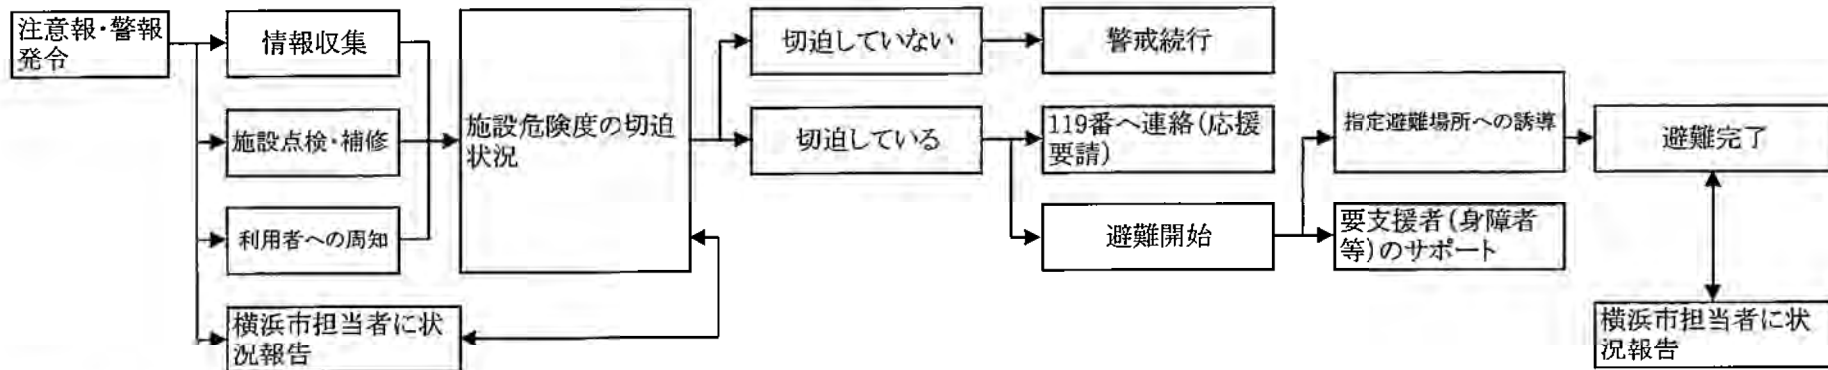 注意報・警報
発令
情報収集
施設点検・補修
利用者への周知
横浜市担当者に状
況報告
施設危険度の切迫
状況
切迫していない
切迫している
警戒続行
119番へ連絡(応援
要請)
避難開始
指定避難場所への誘導
要支援者(身障者
等)のサポート
避難完了
横浜市担当者に状
況報告